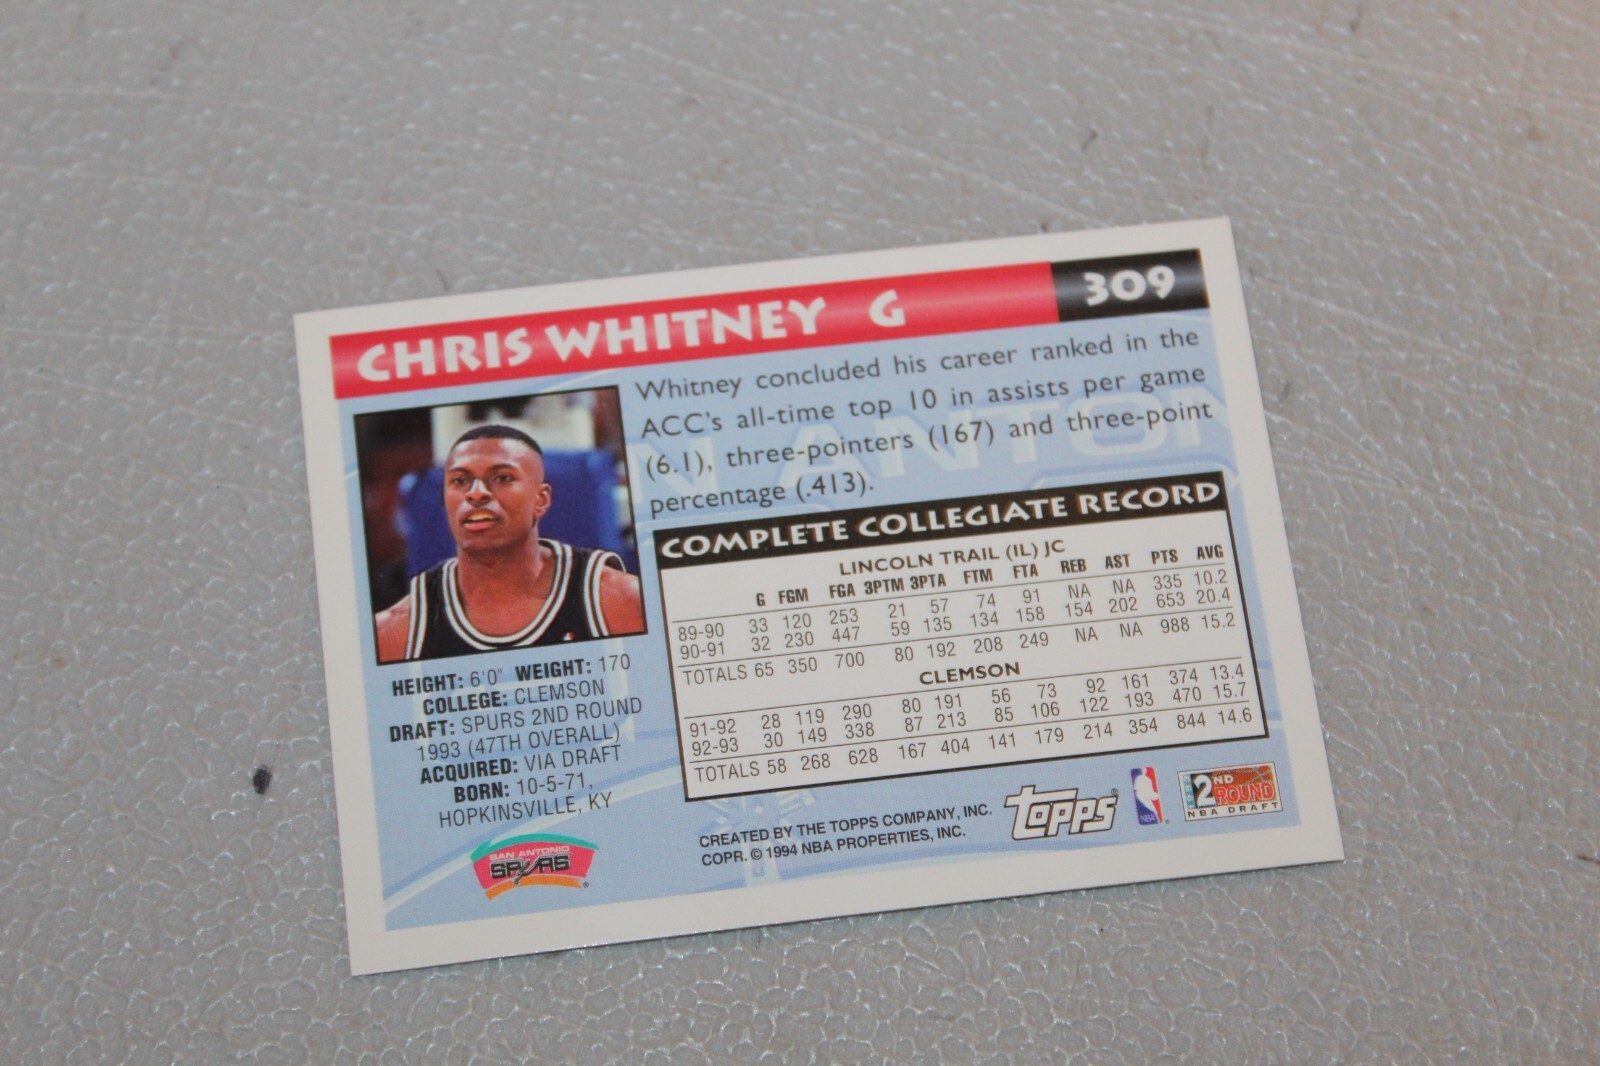 CHRIS WHITNEY G
309
Whitney concluded his career ranked in the
ACC's all-time top 10 in assists per game
(6.1), three-pointers (167) and three-point
percentage (.413).
COMPLETE COLLEGIATE RECORD
LINCOLN TRAIL (IL) JC
G FGM FGA 3PTM 3PTA FTM FTA REB AST PTS AVG
89-90 33 120 253 21 57 74 91 NA NA 335 10.2
90-91 32 230 447 59 135 134 158 154 202 653 20.4
TOTALS 65 350 700 80 192 208 249 NA NA 988 15.2
CLEMSON
91-92 28 119 290 80 191 56 73 92 161 374 13.4
92-93 30 149 338 87 213 85 106 122 193 470 15.7
TOTALS 58 268 628 167 404 141 179 214 354 844 14.6
HEIGHT: 6'0" WEIGHT: 170
COLLEGE: CLEMSON
DRAFT: SPURS 2ND ROUND
1993 (47TH OVERALL)
ACQUIRED: VIA DRAFT
BORN: 10-5-71,
HOPKINSVILLE, KY
SAN ANTONIO
SPURS
CREATED BY THE TOPPS COMPANY, INC.
COPR. © 1994 NBA PROPERTIES, INC.
topps®
NBA
2ND
ROUND
NBA DRAFT